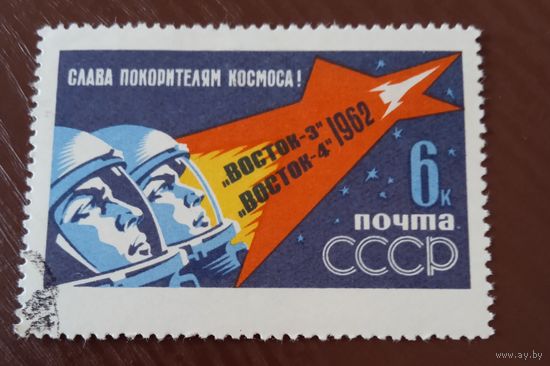 СЛАВА ПОКОРИТЕЛЯМ КОСМОСА!
„ВОСТОК-3"
„ВОСТОК-4"
1962
6к
почта
СССР
www.ay.by